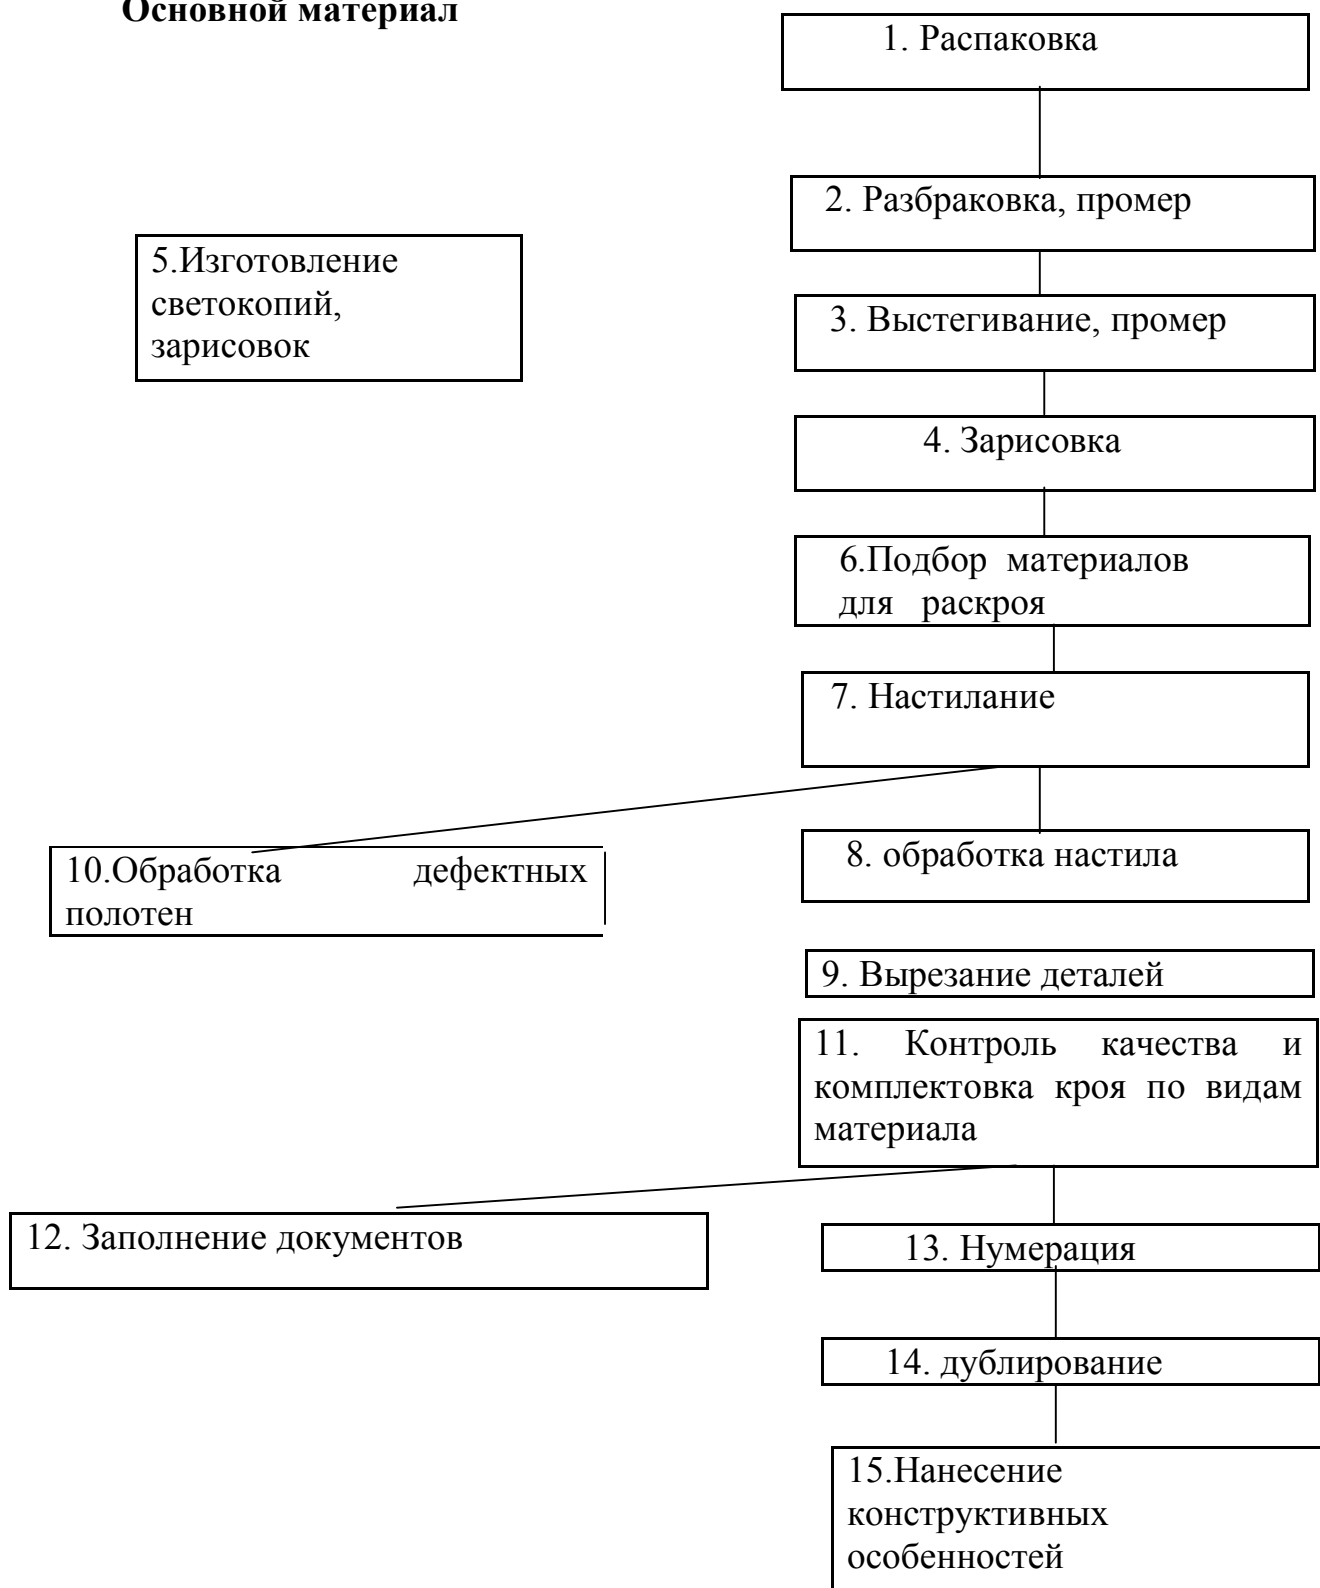 Основной материал
1. Распаковка
2. Разбраковка, промер
5.Изготовление
светокопий,
зарисовок
3. Выстегивание, промер
4. Зарисовка
6.Подбор материалов
для раскроя
7. Настилание
8. обработка настила
10.Обработка дефектных
полотен
9. Вырезание деталей
11. Контроль качества и
комплектовка кроя по видам
материала
12. Заполнение документов
13. Нумерация
14. дублирование
15.Нанесение
конструктивных
особенностей